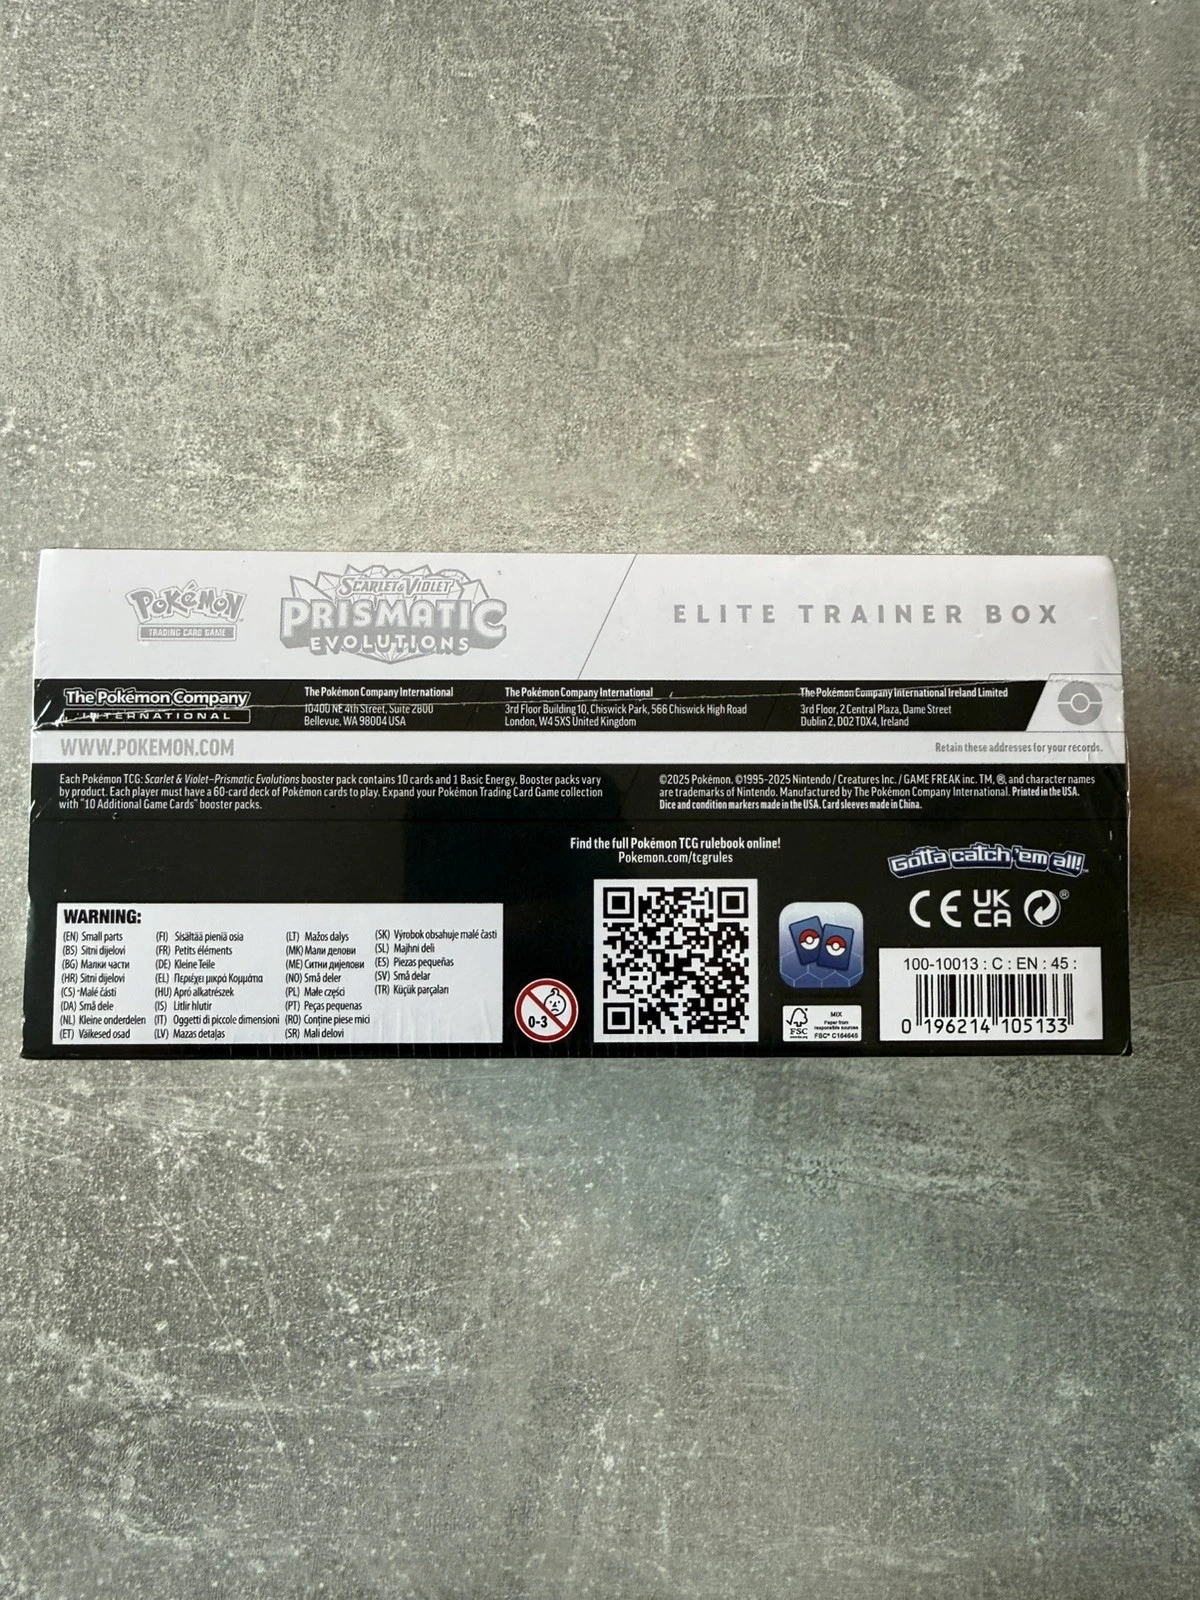 POKéMON
TRADING CARD GAME
SCARLET & VIOLET
PRISMATIC
EVOLUTIONS
ELITE TRAINER BOX
The Pokémon Company
INTERNATIONAL
The Pokémon Company International
10400 NE 4th Street, Suite 2800
Bellevue, WA 98004 USA
The Pokémon Company International
3rd Floor Building 10, Chiswick Park, 566 Chiswick High Road
London, W4 5XS United Kingdom
The Pokémon Company International Ireland Limited
3rd Floor, 2 Central Plaza, Dame Street
Dublin 2, D02 T0X4, Ireland
WWW.POKEMON.COM
Retain these addresses for your records.
Each Pokémon TCG: Scarlet & Violet–Prismatic Evolutions booster pack contains 10 cards and 1 Basic Energy. Booster packs vary
by product. Each player must have a 60-card deck of Pokémon cards to play. Expand your Pokémon Trading Card Game collection
with "10 Additional Game Cards" booster packs.
©2025 Pokémon. ©1995-2025 Nintendo / Creatures Inc. / GAME FREAK inc. TM, ®, and character names
are trademarks of Nintendo. Manufactured by The Pokémon Company International. Printed in the USA.
Dice and condition markers made in the USA. Card sleeves made in China.
Find the full Pokémon TCG rulebook online!
Pokemon.com/tcgrules
Gotta catch 'em all!™
CE UK
CA ®
WARNING:
(EN) Small parts
(BS) Sitni dijelovi
(BG) Малки части
(HR) Sitni dijelovi
(CS) Malé části
(DA) Små dele
(NL) Kleine onderdelen
(ET) Väikesed osad
(FI) Sisältää pieniä osia
(FR) Petits éléments
(DE) Kleine Teile
(EL) Περιέχει μικρά Κομμάτια
(HU) Apró alkatrészek
(IS) Litlir hlutir
(IT) Oggetti di piccole dimensioni
(LV) Mazas detaļas
(LT) Mažos dalys
(MK) Мали делови
(ME) Ситни дијелови
(NO) Små deler
(PL) Małe części
(PT) Peças pequenas
(RO) Conține piese mici
(SR) Mali delovi
(SK) Výrobok obsahuje malé časti
(SL) Majhni deli
(ES) Piezas pequeñas
(SV) Små delar
(TR) Küçük parçaları
0-3
FSC
MIX
Paper from
responsible sources
FSC® C164645
100-10013 : C : EN : 45 :
0 196214 105133